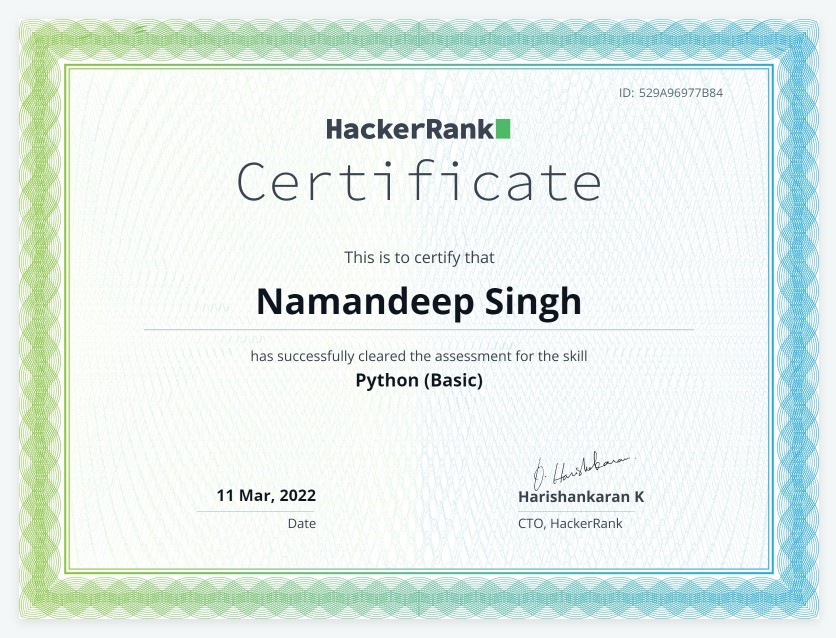 ID: 529A96977B84
HackerRank
Certificate
This is to certify that
Namandeep Singh
has successfully cleared the assessment for the skill
Python (Basic)
11 Mar, 2022
Date
Harishankaran K
CTO, HackerRank